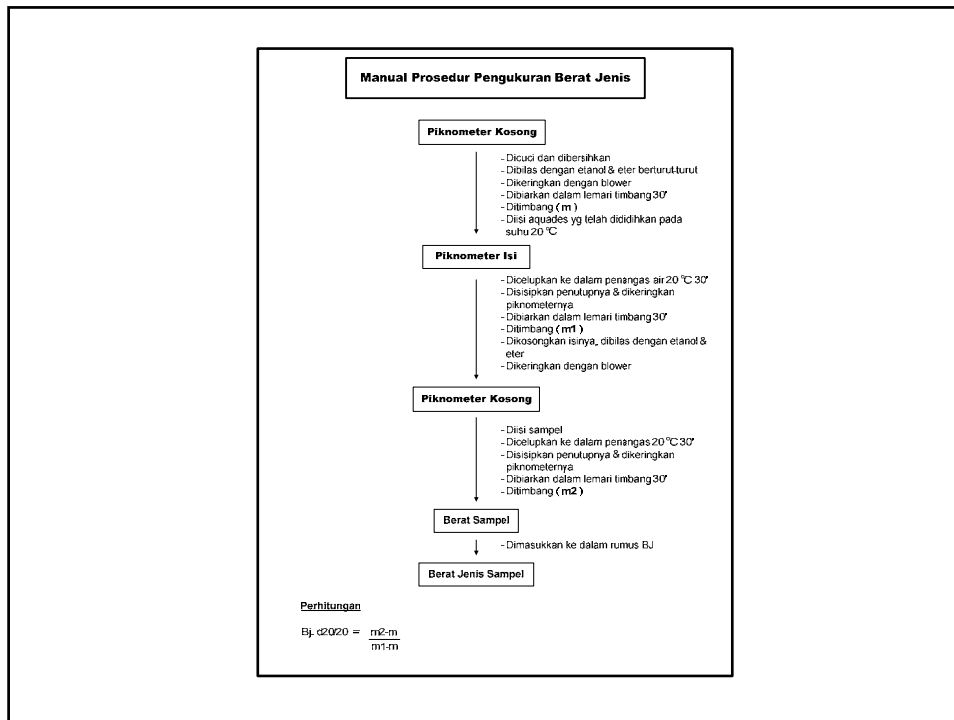 Manual Prosedur Pengukuran Berat Jenis
Piknometer Kosong
- Dicuci dan dibersihkan
- Dibilas dengan etanol & eter berturut-turut
- Dikeringkan dengan blower
- Dibiarkan dalam lemari timbang 30'
- Ditimbang ( m )
- Diisi aquades yg telah dididihkan pada
suhu 20 °C
Piknometer Isi
- Dicelupkan ke dalam penangas air 20 °C 30'
- Disisipkan penutupnya & dikeringkan
piknometernya
- Dibiarkan dalam lemari timbang 30'
- Ditimbang ( m1 )
- Dikosongkan isinya, dibilas dengan etanol &
eter
- Dikeringkan dengan blower
Piknometer Kosong
- Diisi sampel
- Dicelupkan ke dalam penangas 20 °C 30'
- Disisipkan penutupnya & dikeringkan
piknometernya
- Dibiarkan dalam lemari timbang 30'
- Ditimbang ( m2 )
Berat Sampel
- Dimasukkan ke dalam rumus BJ
Berat Jenis Sampel
Perhitungan
Bj. d20/20 = m2-m
m1-m